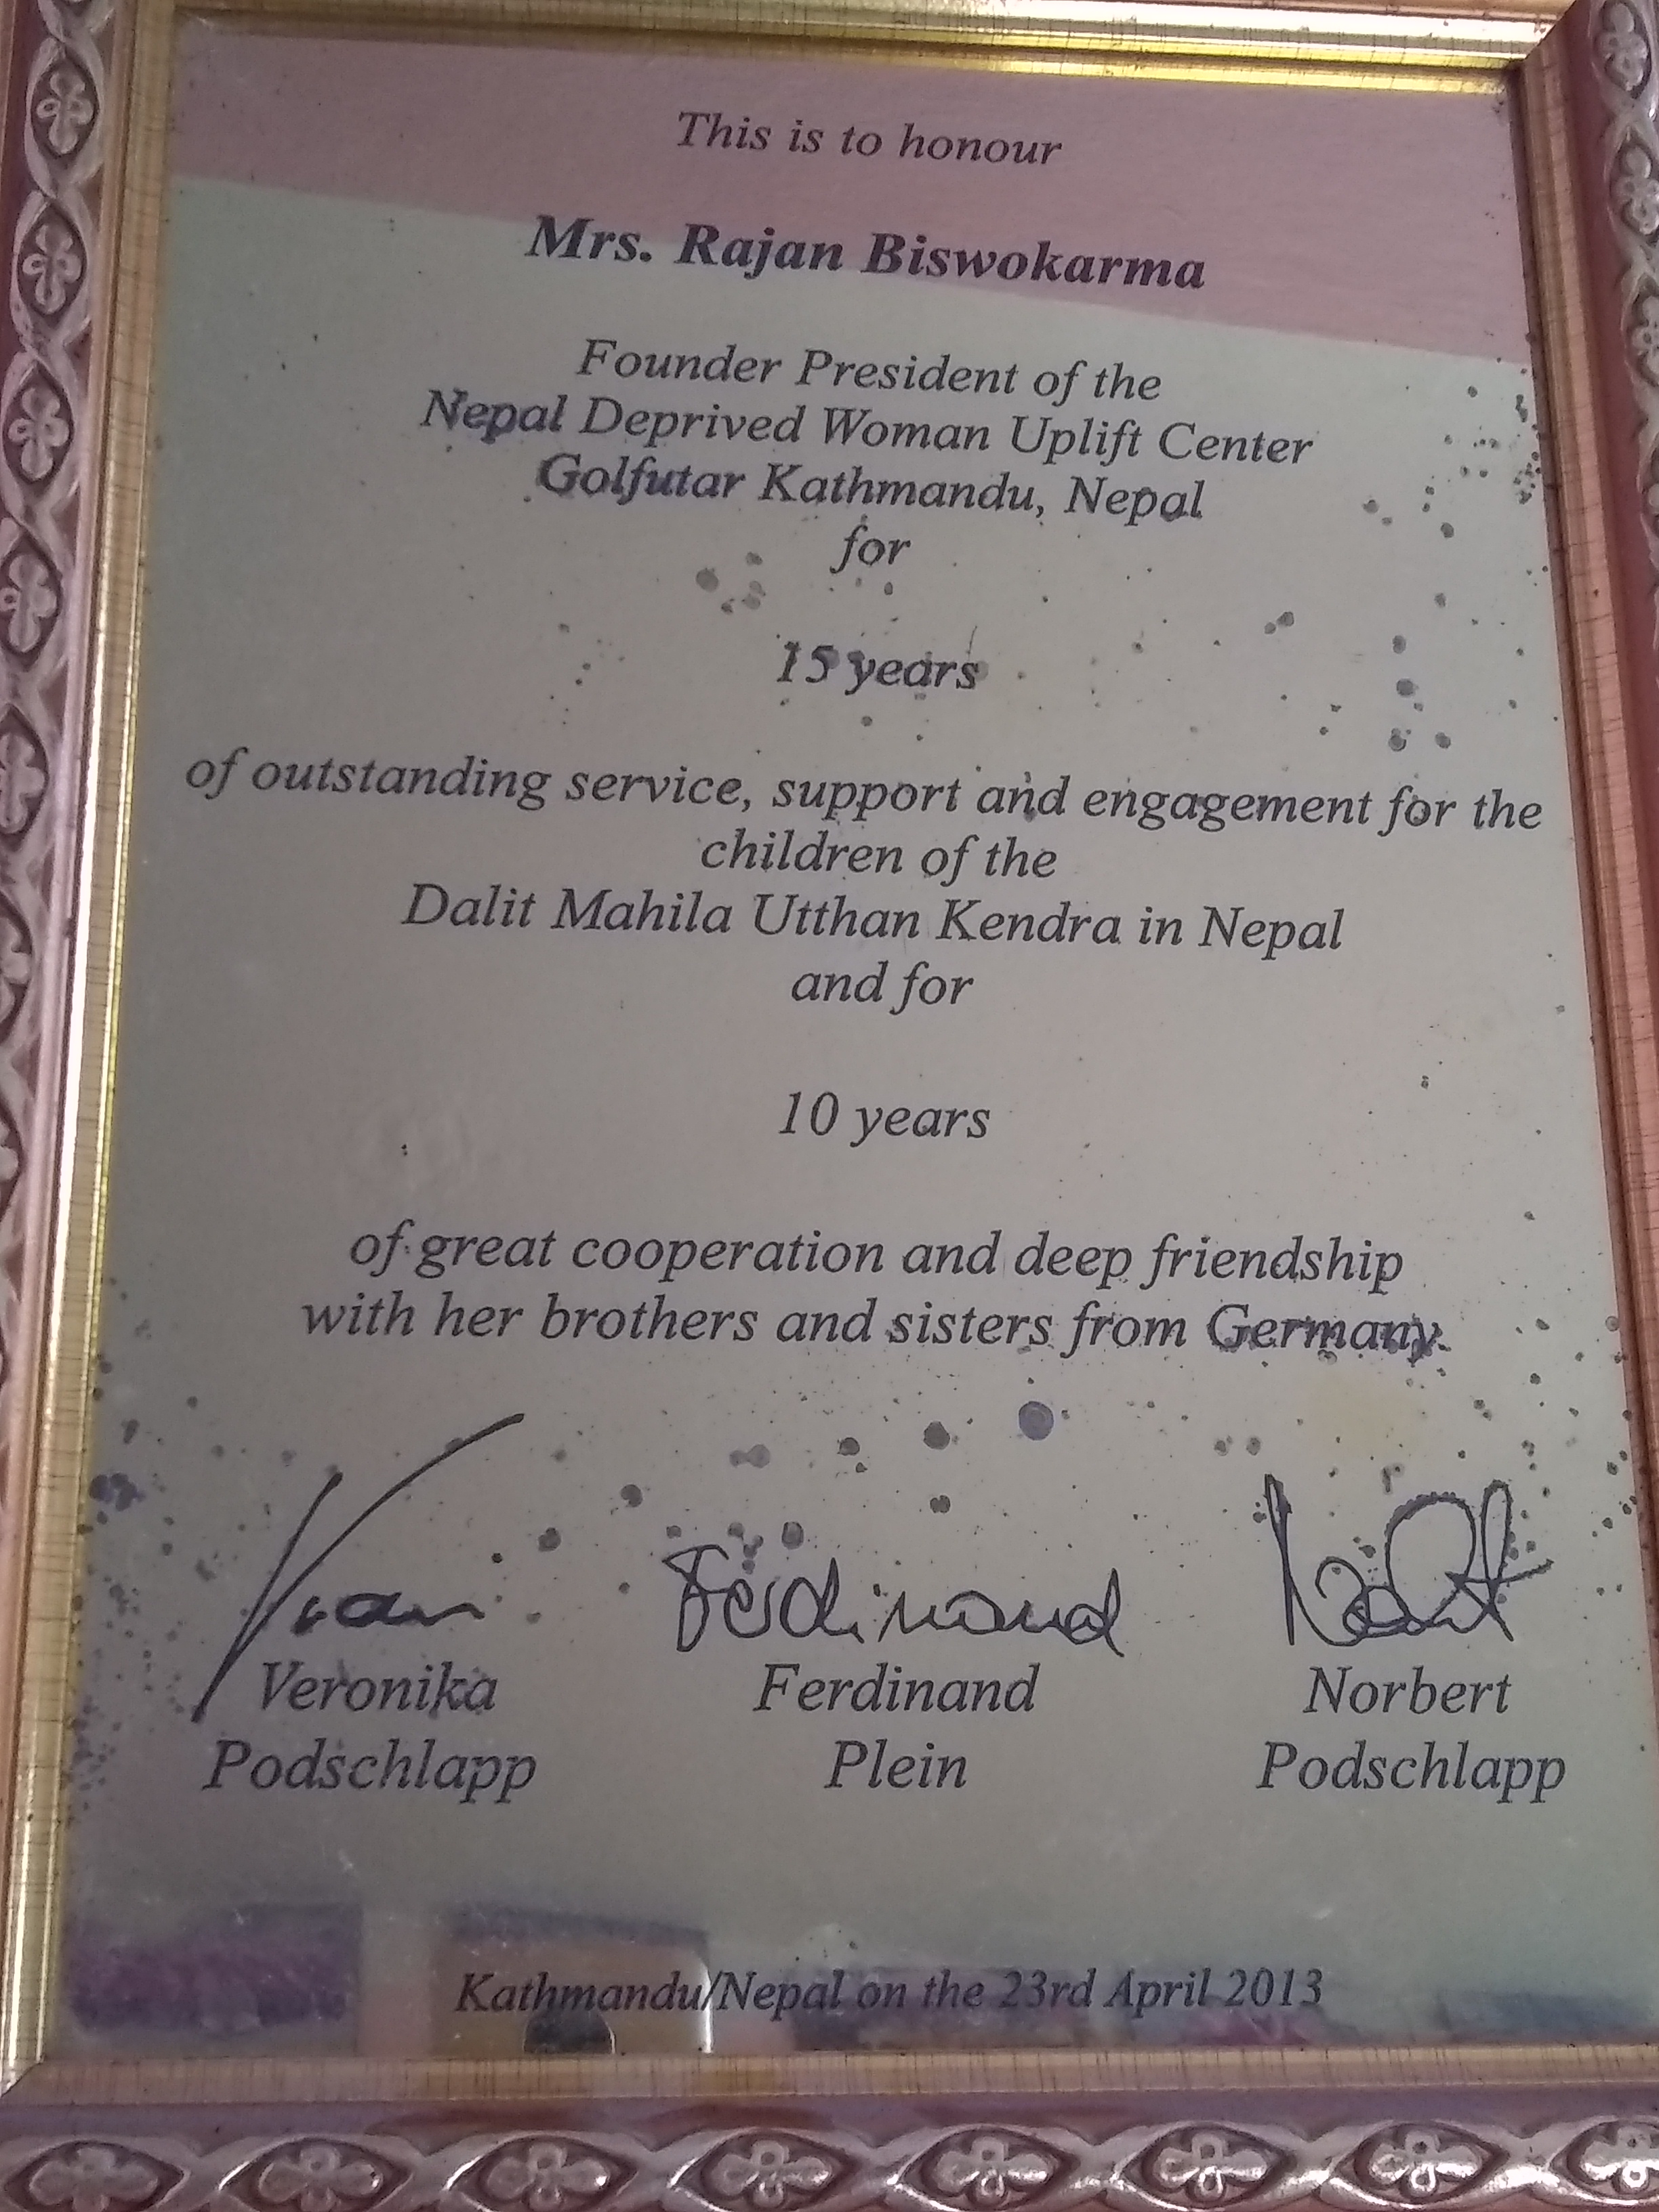 This is to honour
Mrs. Rajan Biswokarma
Founder President of the
Nepal Deprived Woman Uplift Center
Golfutar Kathmandu, Nepal
for
15 years
of outstanding service, support and engagement for the
children of the
Dalit Mahila Utthan Kendra in Nepal
and for
10 years
of great cooperation and deep friendship
with her brothers and sisters from Germany.
Ferdinand
Veronika Ferdinand Norbert
Podschlapp Plein Podschlapp
Kathmandu/Nepal on the 23rd April 2013